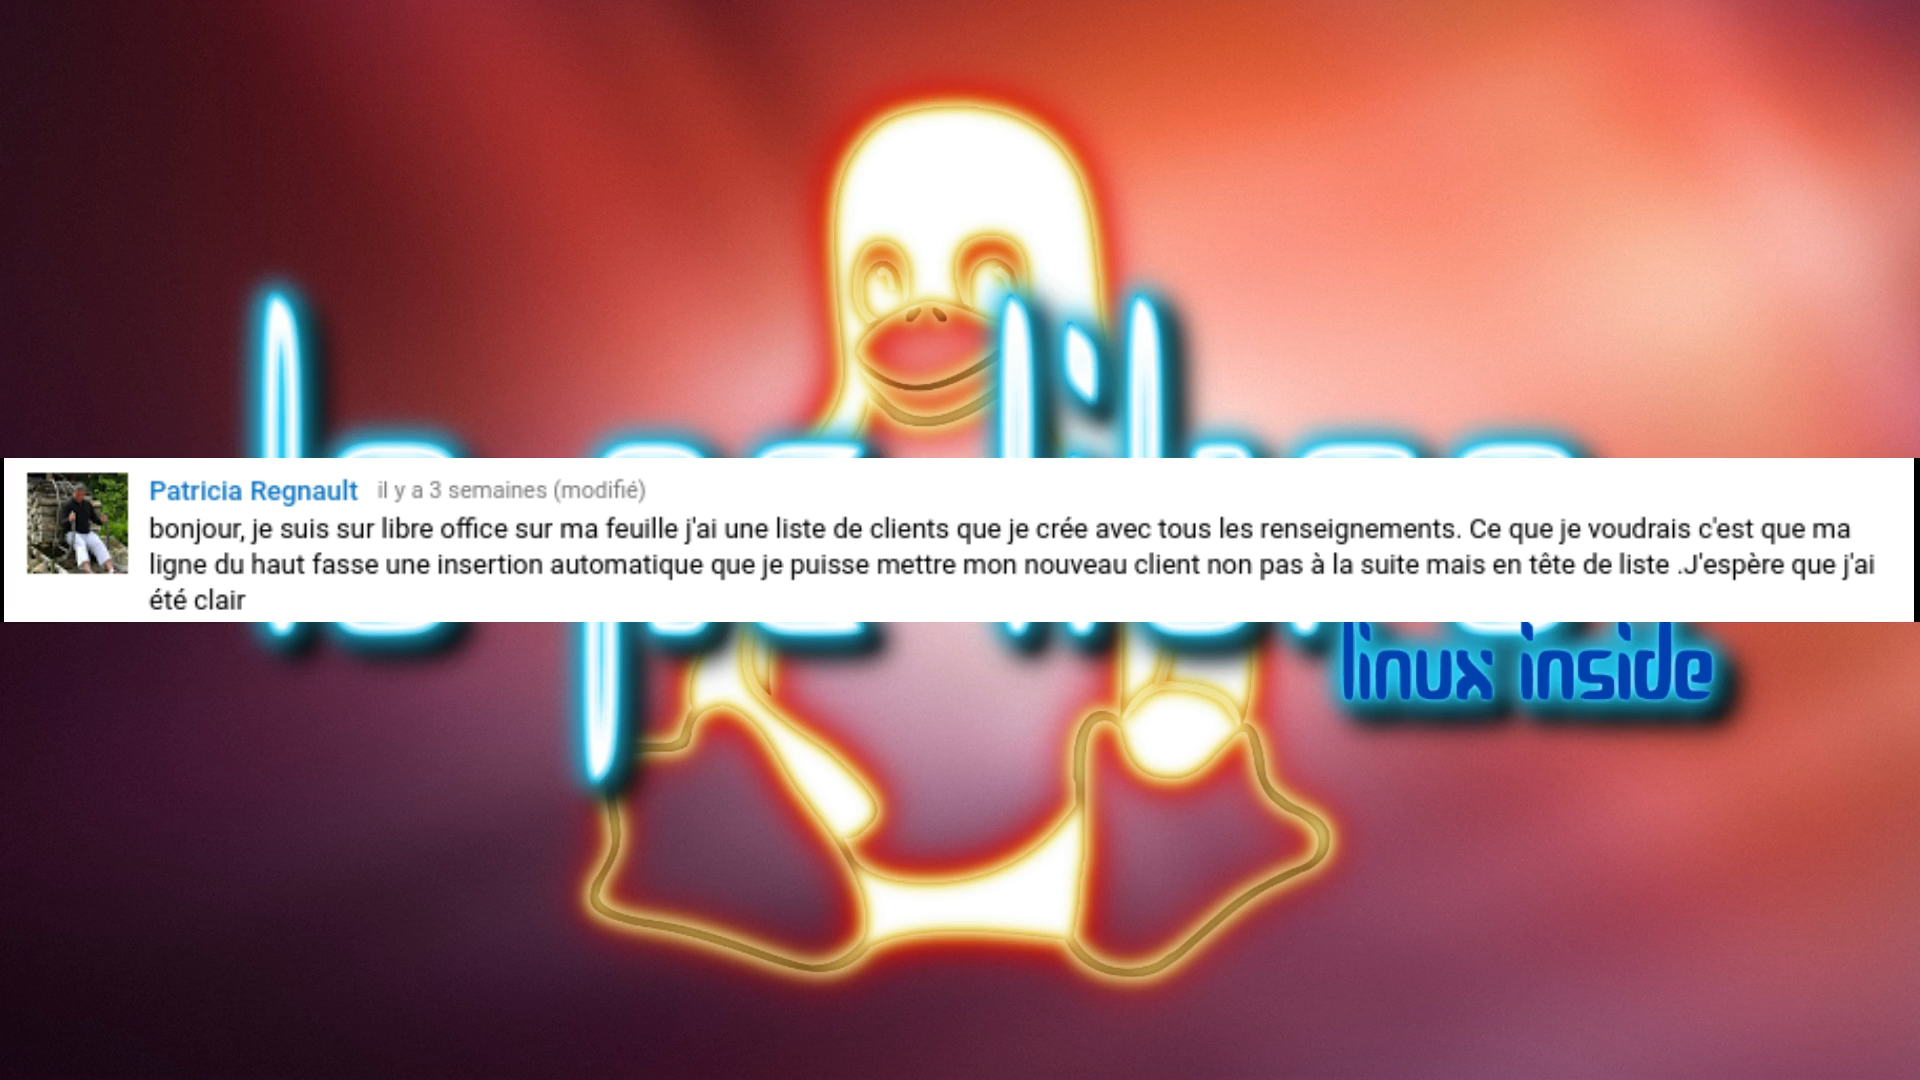 le pc libre
Patricia Regnault il y a 3 semaines (modifié)
bonjour, je suis sur libre office sur ma feuille j'ai une liste de clients que je crée avec tous les renseignements. Ce que je voudrais c'est que ma
ligne du haut fasse une insertion automatique que je puisse mettre mon nouveau client non pas à la suite mais en tête de liste .J'espère que j'ai
été clair
linux inside